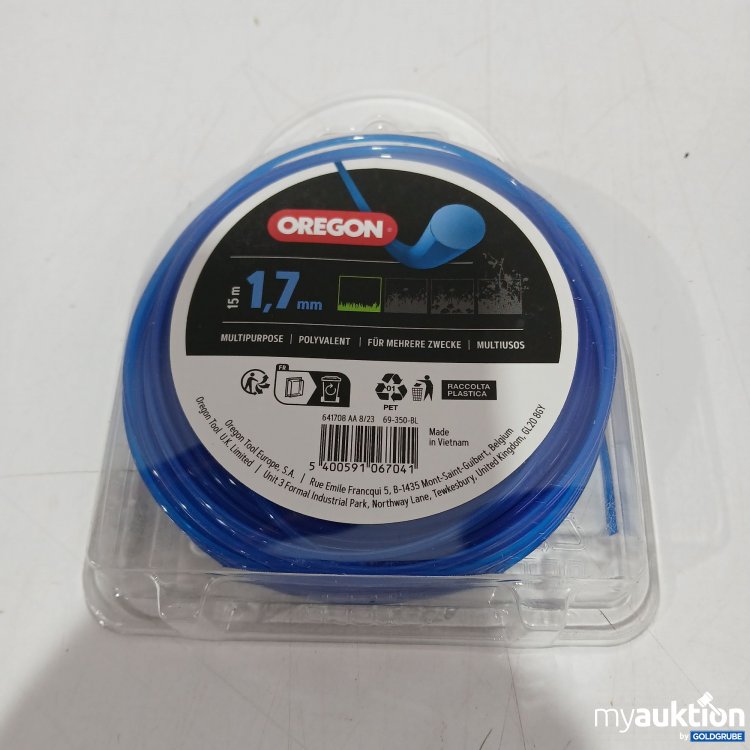 OREGON
15 m 1,7 mm
MULTIPURPOSE | POLYVALENT | FÜR MEHRERE ZWECKE | MULTIUSOS
FR
01
PET
RACCOLTA
PLASTICA
641708 AA 8/23 69-350-BL
Made
in Vietnam
5 400591 067041
Oregon Tool Europe, S.A. | Rue Emile Francqui 5, B-1435 Mont-Saint-Guibert, Belgium
Oregon Tool U.K. Limited | Unit 3 Formal Industrial Park, Northway Lane, Tewkesbury, United Kingdom, GL20 8GY
myauktion
by GOLDGRUBE